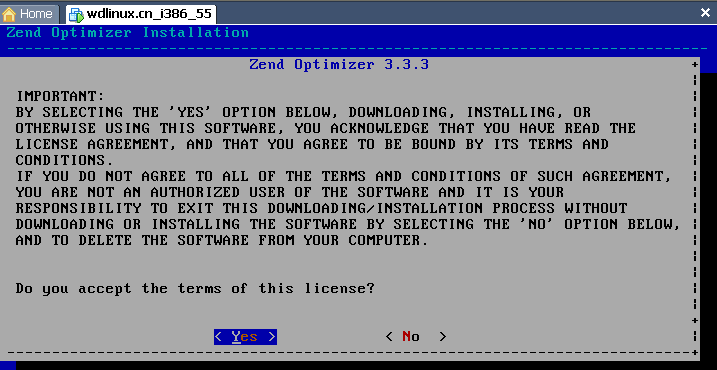 Home
wdlinux.cn_i386_55
Zend Optimizer Installation
Zend Optimizer 3.3.3
IMPORTANT:
BY SELECTING THE 'YES' OPTION BELOW, DOWNLOADING, INSTALLING, OR
OTHERWISE USING THIS SOFTWARE, YOU ACKNOWLEDGE THAT YOU HAVE READ THE
LICENSE AGREEMENT, AND THAT YOU AGREE TO BE BOUND BY ITS TERMS AND
CONDITIONS.
IF YOU DO NOT AGREE TO ALL OF THE TERMS AND CONDITIONS OF SUCH AGREEMENT,
YOU ARE NOT AN AUTHORIZED USER OF THE SOFTWARE AND IT IS YOUR
RESPONSIBILITY TO EXIT THIS DOWNLOADING/INSTALLATION PROCESS WITHOUT
DOWNLOADING OR INSTALLING THE SOFTWARE BY SELECTING THE 'NO' OPTION BELOW,
AND TO DELETE THE SOFTWARE FROM YOUR COMPUTER.
Do you accept the terms of this license?
< Yes > < No >